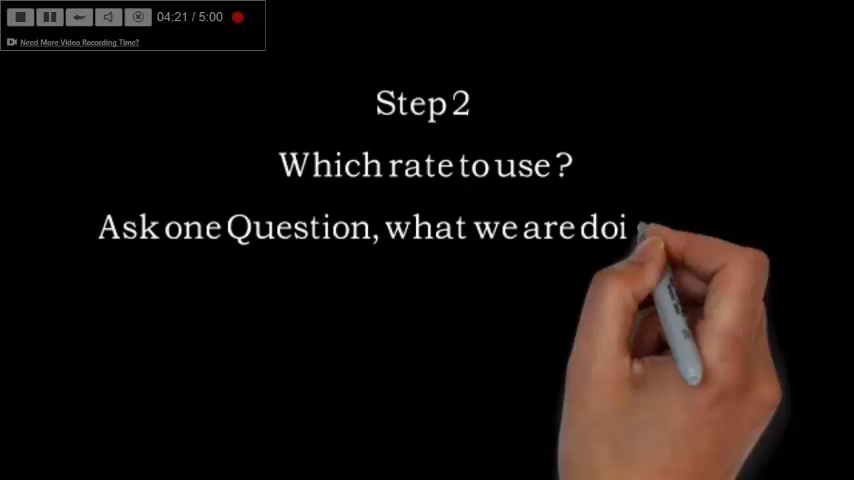 04:21 / 5:00
Need More Video Recording Time?
Step 2
Which rate to use ?
Ask one Question, what we are doi